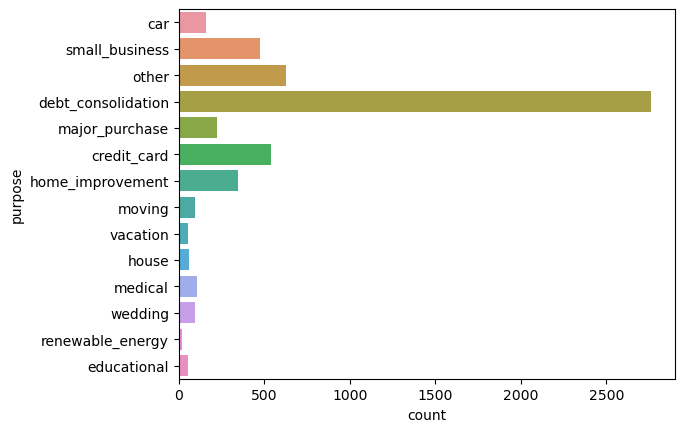 car
small_business
other
debt_consolidation
major_purchase
credit_card
home_improvement
moving
vacation
house
medical
wedding
renewable_energy
educational
purpose
0 500 1000 1500 2000 2500
count